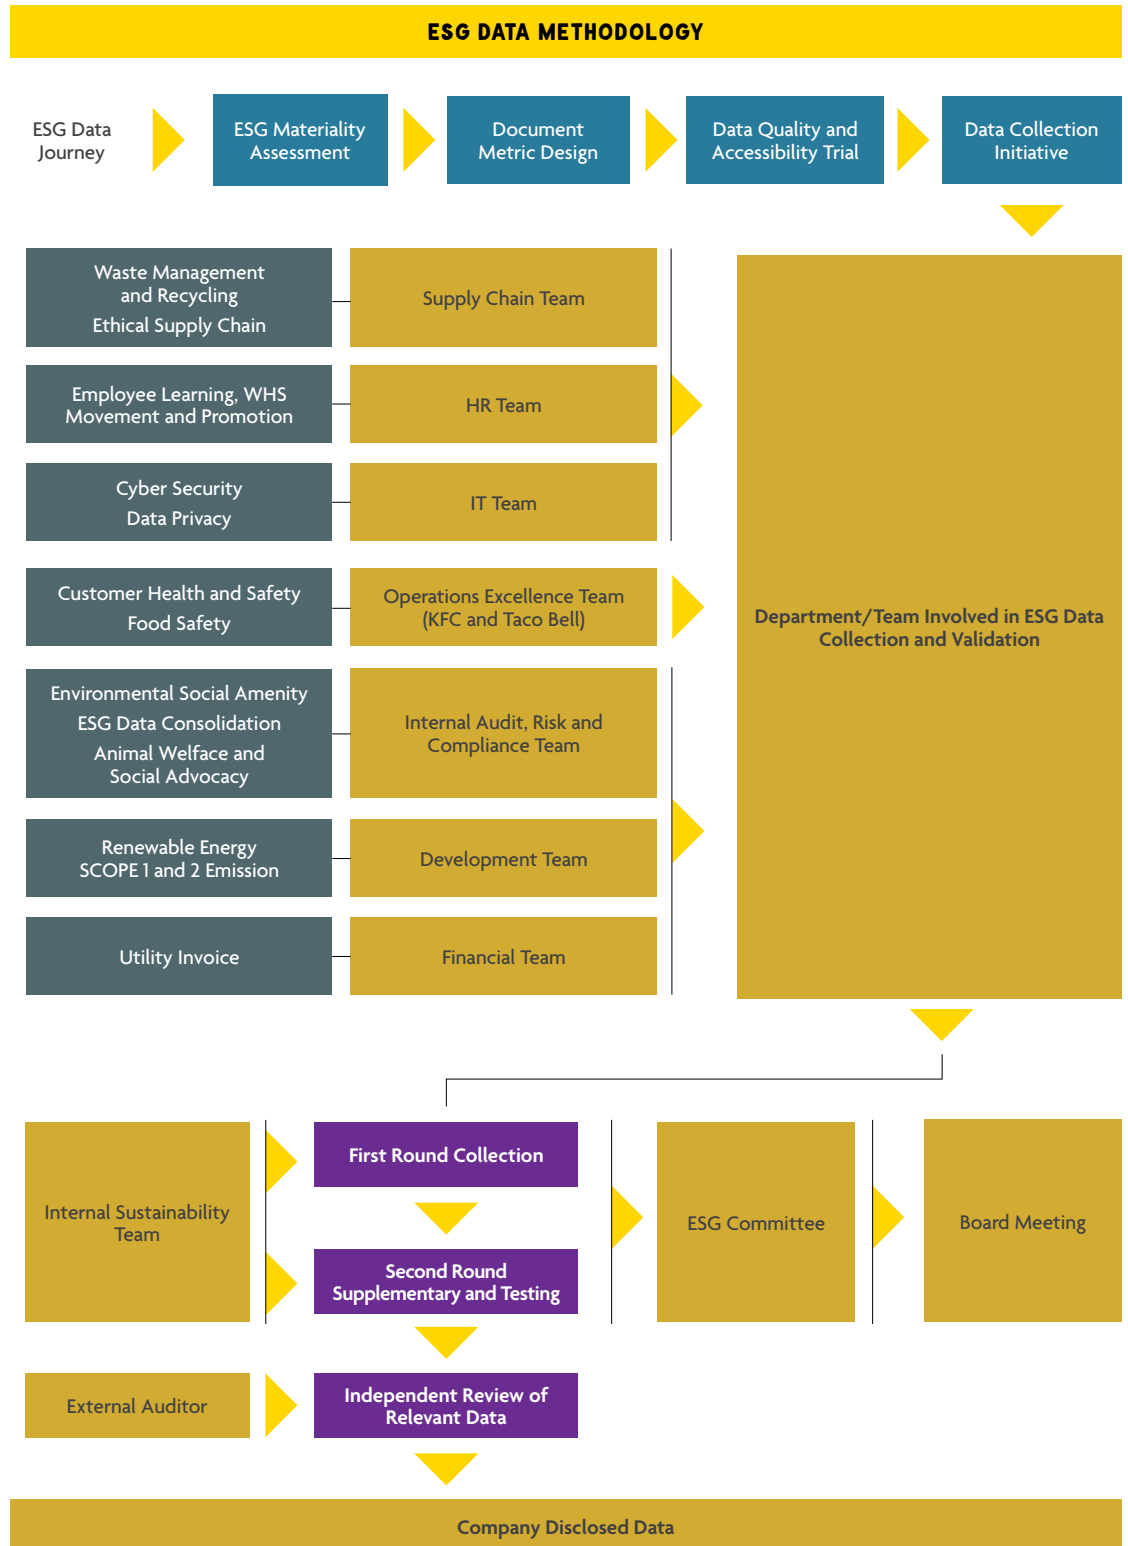 ESG DATA METHODOLOGY
ESG Data
Journey
ESG Materiality
Assessment
Document
Metric Design
Data Quality and
Accessibility Trial
Data Collection
Initiative
Waste Management
and Recycling
Ethical Supply Chain
Supply Chain Team
Employee Learning, WHS
Movement and Promotion
HR Team
Cyber Security
Data Privacy
IT Team
Customer Health and Safety
Food Safety
Operations Excellence Team
(KFC and Taco Bell)
Environmental Social Amenity
ESG Data Consolidation
Animal Welface and
Social Advocacy
Internal Audit, Risk and
Compliance Team
Renewable Energy
SCOPE 1 and 2 Emission
Development Team
Utility Invoice
Financial Team
Department/Team Involved in ESG Data
Collection and Validation
Internal Sustainability
Team
First Round Collection
Second Round
Supplementary and Testing
ESG Committee
Board Meeting
External Auditor
Independent Review of
Relevant Data
Company Disclosed Data